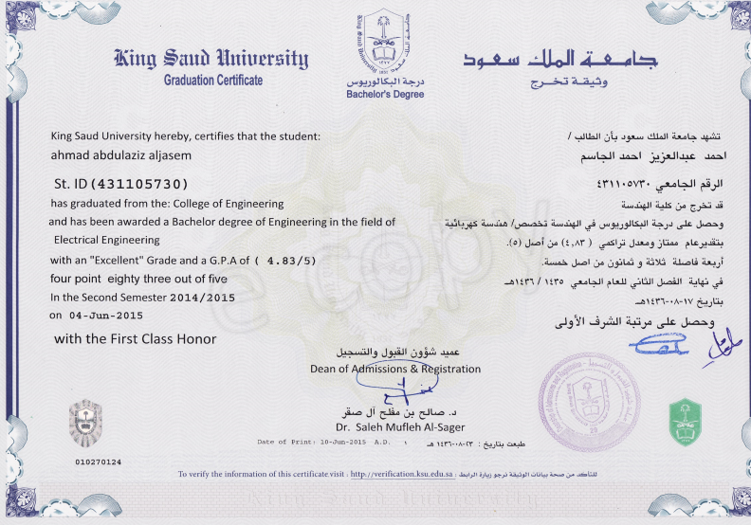 King Saud University
Graduation Certificate
درجة البكالوريوس
Bachelor's Degree
جامعة الملك سعود
وثيقة تخرج
King Saud University hereby, certifies that the student:
ahmad abdulaziz aljasem
St. ID (431105730)
has graduated from the: College of Engineering
and has been awarded a Bachelor degree of Engineering in the field of
Electrical Engineering
with an "Excellent" Grade and a G.P.A of ( 4.83/5)
four point eighty three out of five
In the Second Semester 2014/2015
on 04-Jun-2015
with the First Class Honor
تشهد جامعة الملك سعود بأن الطالب /
احمد عبدالعزيز احمد الجاسم
الرقم الجامعي ٤٣١١٠٥٧٣٠
قد تخرج من كلية الهندسة
وحصل على درجة البكالوريوس في الهندسة تخصص/ هندسة كهربائية
بتقديرعام ممتاز ومعدل تراكمي ( ٤,٨٣) من أصل (٥).
أربعة فاصلة ثلاثة و ثمانون من اصل خمسة.
في نهاية الفصل الثاني للعام الجامعي ١٤٣٥ / ١٤٣٦هـ
بتاريخ ١٧-٠٨-١٤٣٦هـ
وحصل على مرتبة الشرف الأولى
e copy
عميد شؤون القبول والتسجيل
Dean of Admissions & Registration
د. صالح بن مفلح آل صقر
Dr. Saleh Mufleh Al-Sager
Date of Print: 10-Jun-2015 A.D. ١ طبعت بتاريخ : ٢٣-٠٨-١٤٣٦ هـ
010270124
To verify the information of this certificate visit : http://verification.ksu.edu.sa : للتأكد من صحة بيانات الوثيقة نرجو زيارة الرابط
King Saud University